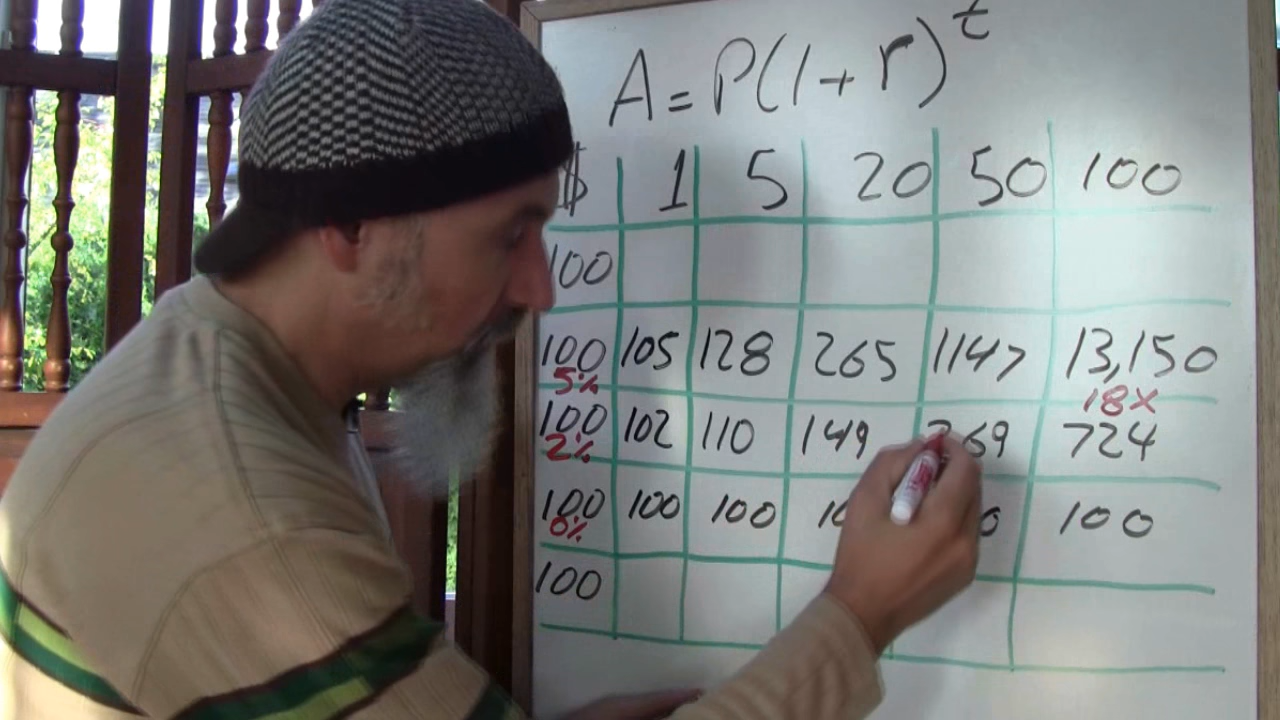 A=P(1+r)^t
$ 1 5 20 50 100
100
100 105 128 265 1147 13,150
5% 18x
100 102 110 149 269 724
2%
100 100 100 100
0%
100